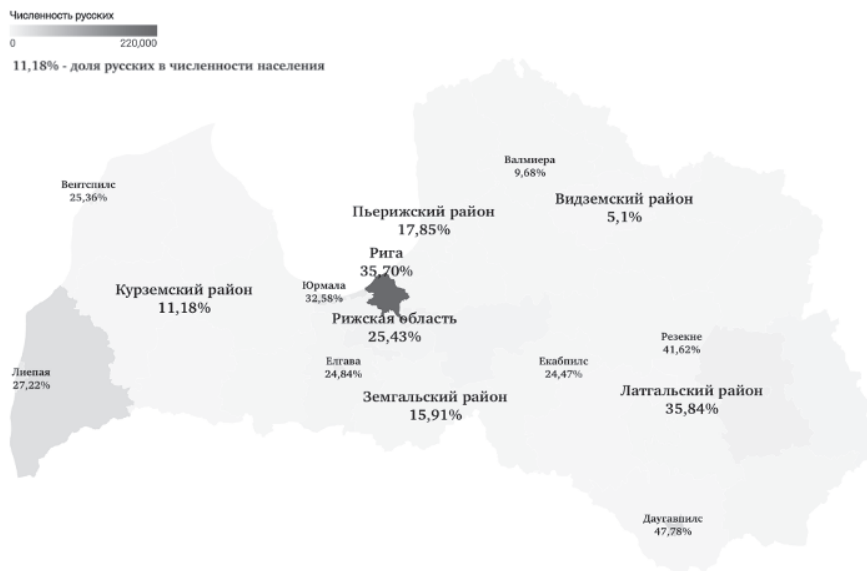 Численность русских
0 220,000
11,18% - доля русских в численности населения
Валмиера
9,68%
Вентспилс
25,36%
Видземский район
5,1%
Пьерижский район
17,85%
Рига
35,70%
Юрмала
32,58%
Курземский район
11,18%
Рижская область
25,43%
Резекне
41,62%
Елгава
24,84%
Екабпилс
24,47%
Лиепая
27,22%
Латгальский район
35,84%
Земгальский район
15,91%
Даугавпилс
47,78%